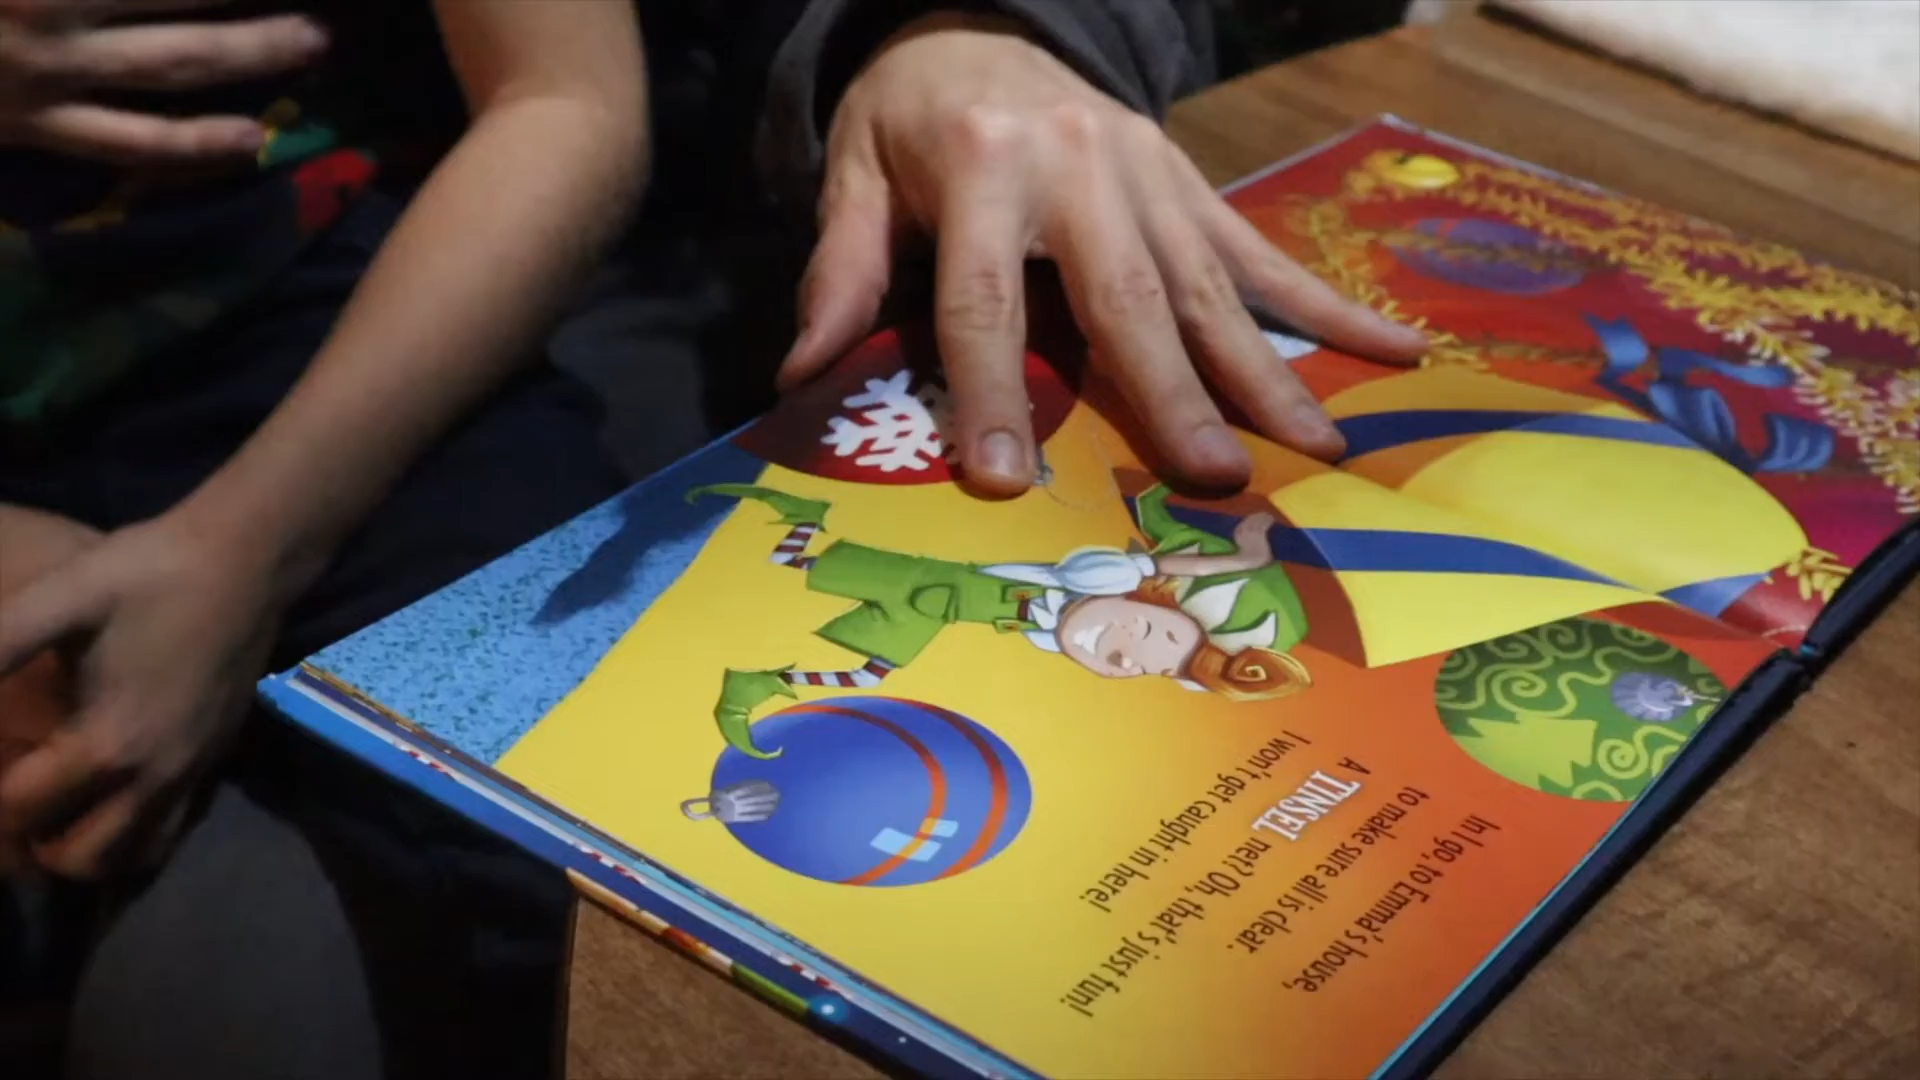 In I go, to Emma's house,
to make sure all is clear.
A TINSEL net? Oh, that's just fun!
I won't get caught in here!